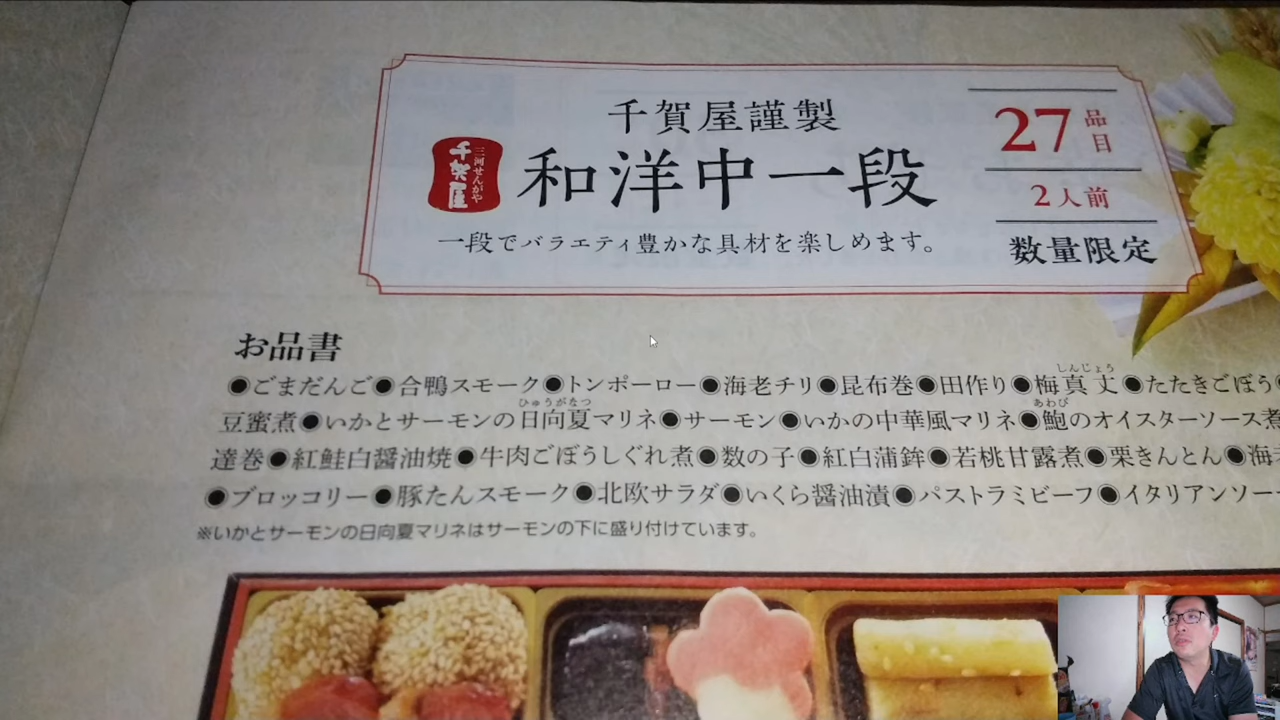 千賀屋謹製
三河せんがや
千賀屋
和洋中一段
一段でバラエティ豊かな具材を楽しめます。
27品目
2人前
数量限定
お品書
●ごまだんご●合鴨スモーク●トンポーロー●海老チリ●昆布巻●田作り●梅真丈●たたきごぼう
しんじょう
豆蜜煮●いかとサーモンの日向夏マリネ●サーモン●いかの中華風マリネ●鮑のオイスターソース煮
ひゅうがなつ
あわび
達巻●紅鮭白醤油焼●牛肉ごぼうしぐれ煮●数の子●紅白蒲鉾●若桃甘露煮●栗きんとん●海老
●ブロッコリー●豚たんスモーク●北欧サラダ●いくら醤油漬●パストラミビーフ●イタリアンソー
※いかとサーモンの日向夏マリネはサーモンの下に盛り付けています。